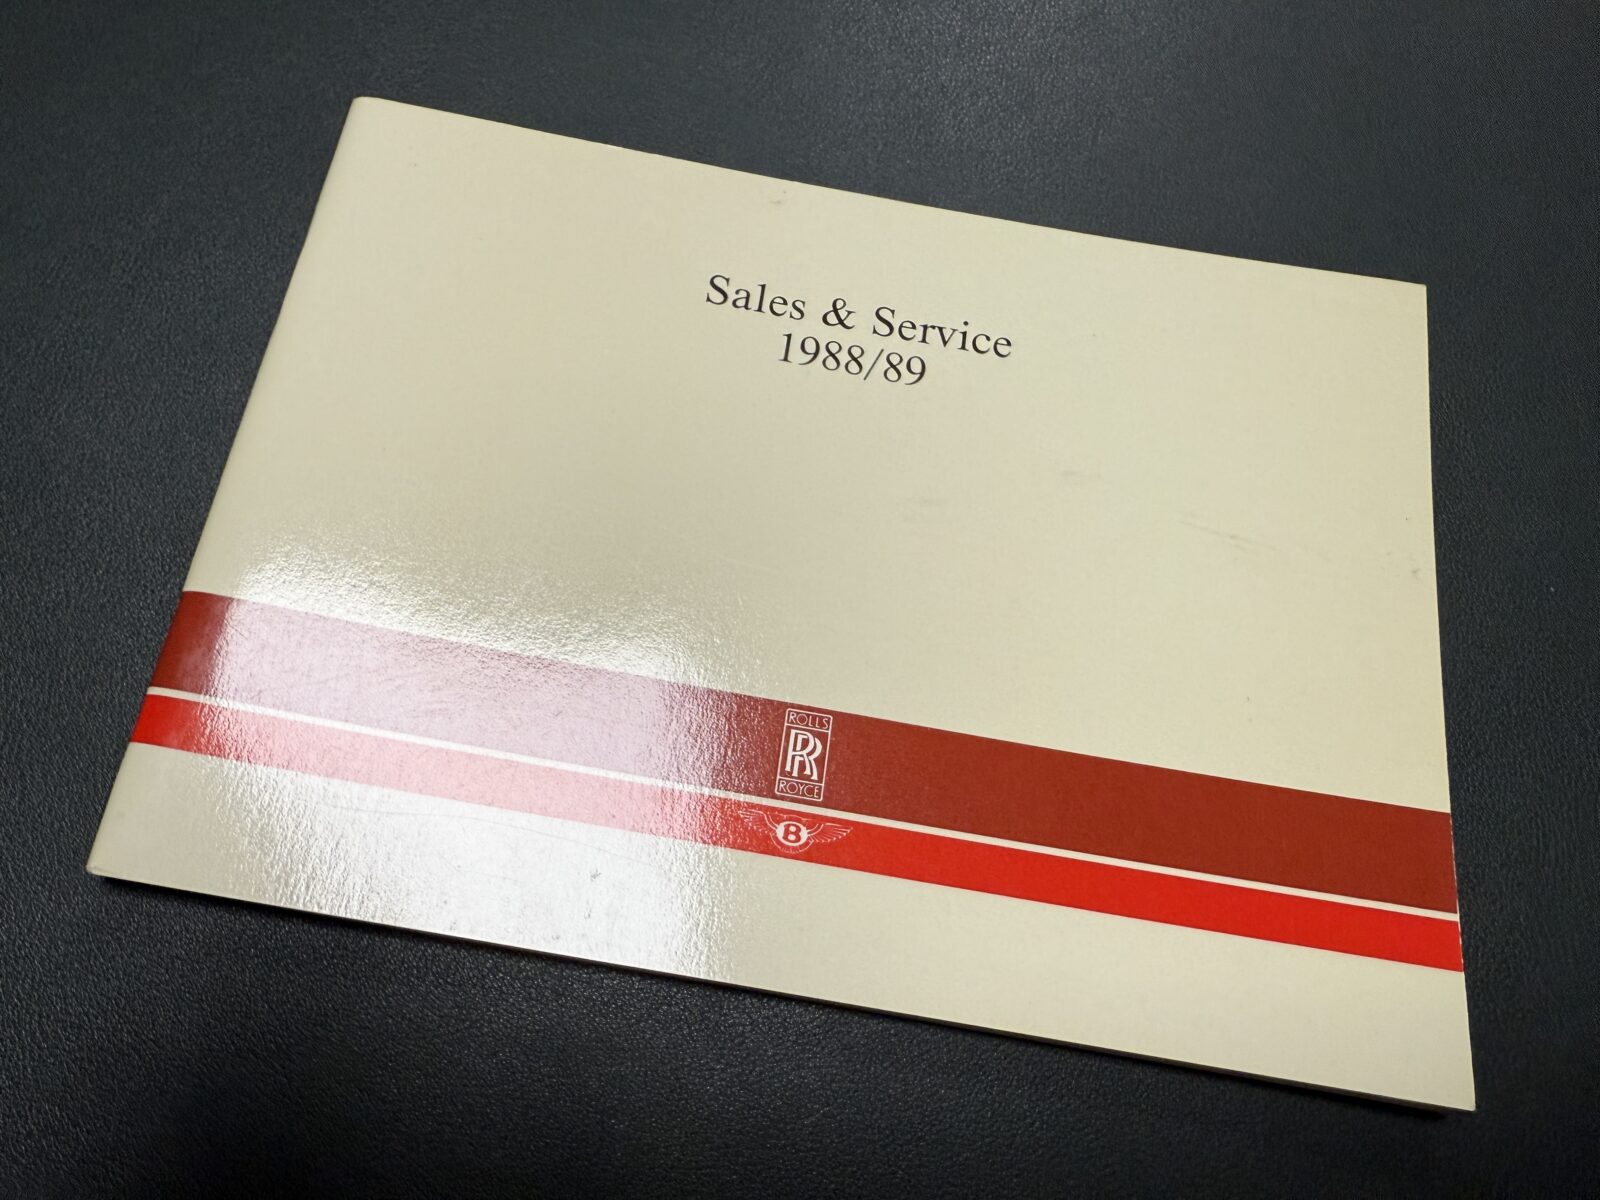 Sales & Service
1988/89
ROLLS
RR
ROYCE
B